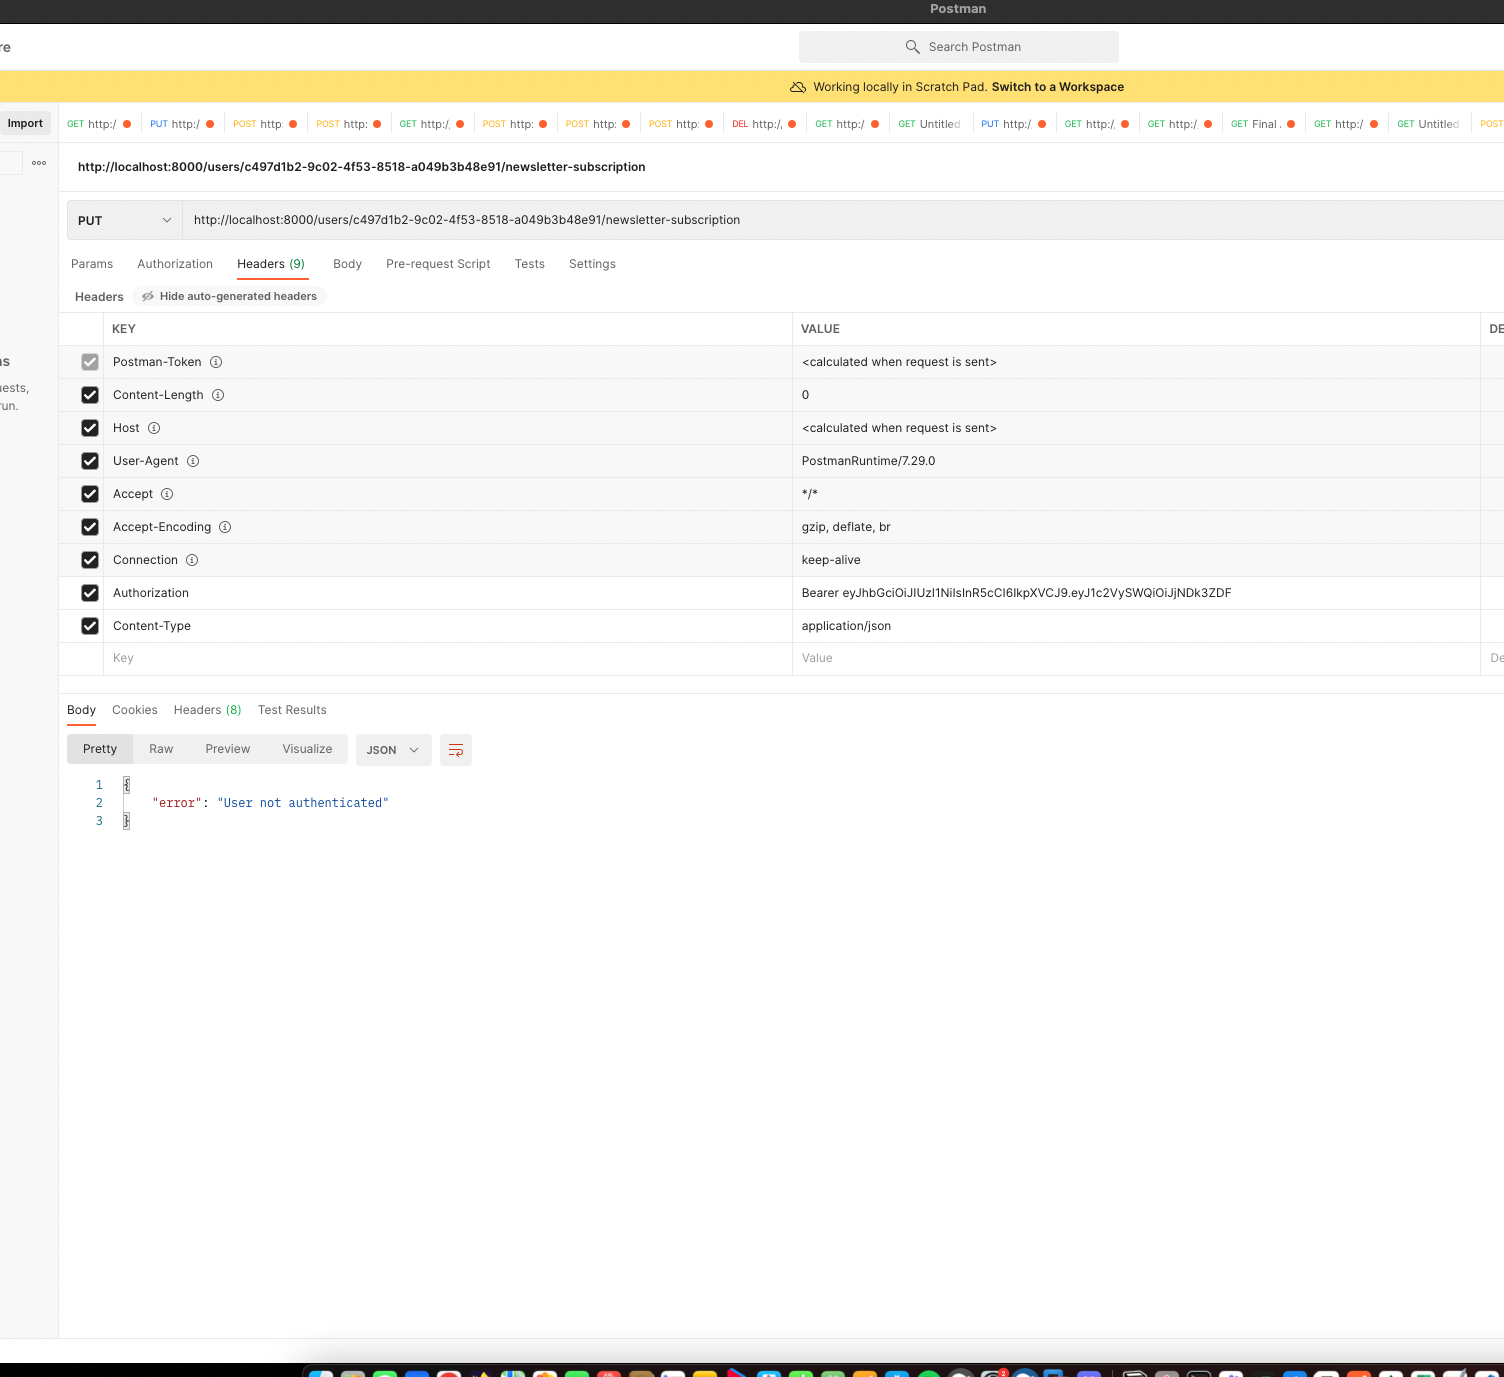 Postman
re
Search Postman
Working locally in Scratch Pad. Switch to a Workspace
Import
GET http:/
PUT http:/
POST http:
POST http:
GET http:/
POST http:
POST http:
POST http:
DEL http:/
GET http:/
GET Untitled
PUT http:/
GET http:/
GET http:/
GET Final .
GET http:/
GET Untitled
POST
http://localhost:8000/users/c497d1b2-9c02-4f53-8518-a049b3b48e91/newsletter-subscription
PUT
http://localhost:8000/users/c497d1b2-9c02-4f53-8518-a049b3b48e91/newsletter-subscription
Params Authorization Headers (9) Body Pre-request Script Tests Settings
Headers Hide auto-generated headers
KEY VALUE DE
Postman-Token <calculated when request is sent>
ns
uests,
run.
Content-Length 0
Host <calculated when request is sent>
User-Agent PostmanRuntime/7.29.0
Accept */*
Accept-Encoding gzip, deflate, br
Connection keep-alive
Authorization Bearer eyJhbGciOiJIUzI1NiIsInR5cCI6IkpXVCJ9.eyJ1c2VySWQiOiJjNDk3ZDF
Content-Type application/json
Key Value De
Body Cookies Headers (8) Test Results
Pretty Raw Preview Visualize JSON
1 {
2 "error": "User not authenticated"
3 }
2